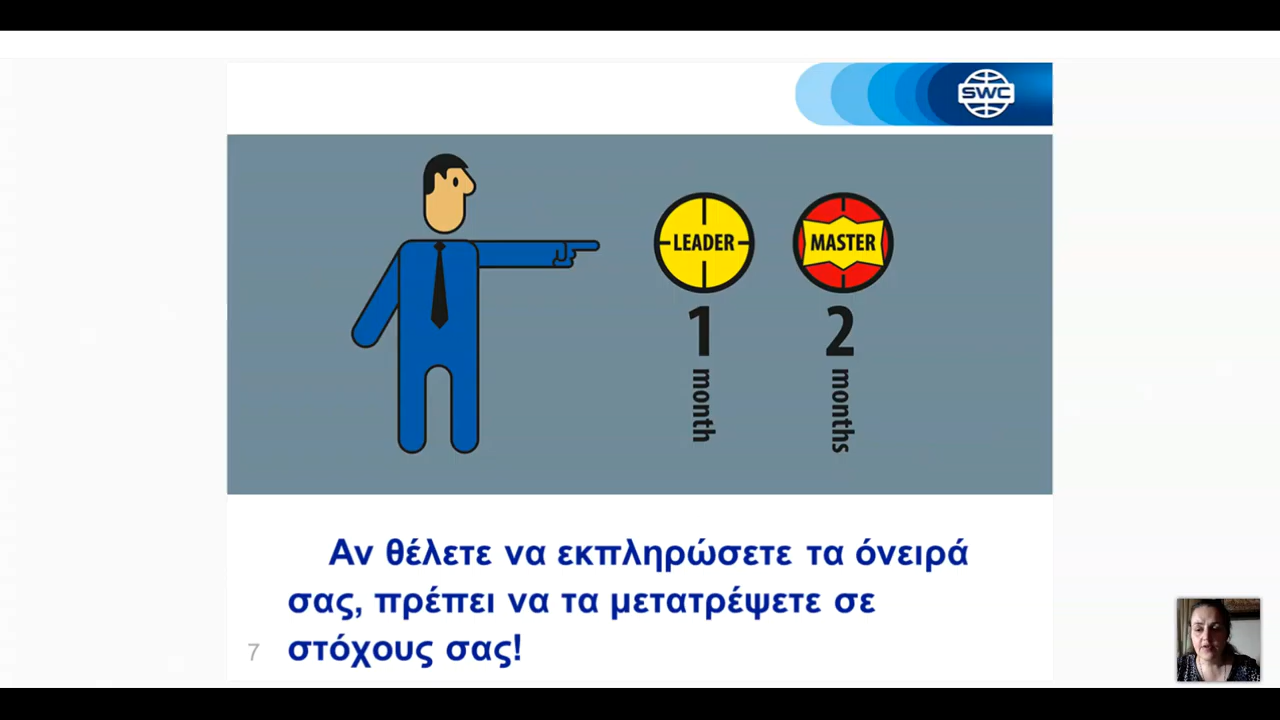 SWC
LEADER
MASTER
1
2
month
months
Αν θέλετε να εκπληρώσετε τα όνειρά
σας, πρέπει να τα μετατρέψετε σε
στόχους σας!
7